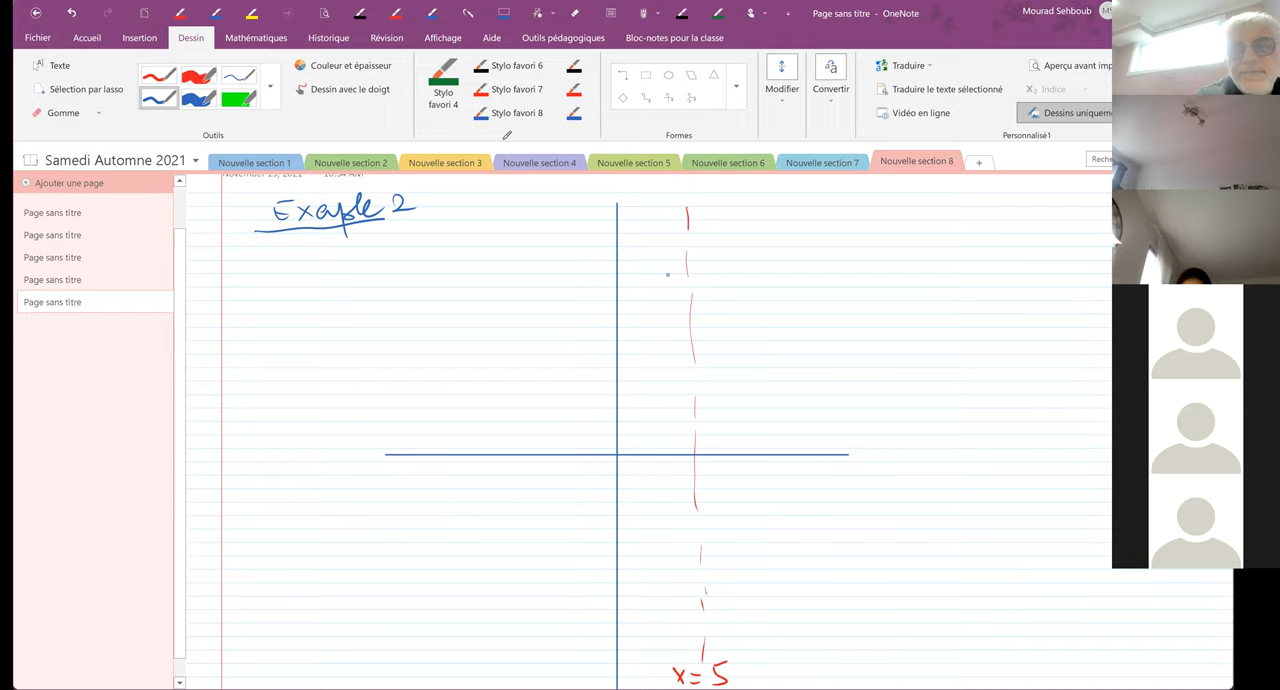 Page sans titre - OneNote
Mourad Sehboub
MS
Fichier Accueil Insertion Dessin Mathématiques Historique Révision Affichage Aide Outils pédagogiques Bloc-notes pour la classe
Texte
Sélection par lasso
Gomme
Outils
Couleur et épaisseur
Dessin avec le doigt
Stylo favori 4
Stylo favori 6
Stylo favori 7
Stylo favori 8
Formes
Modifier
Convertir
Traduire
Traduire le texte sélectionné
Vidéo en ligne
Aperçu avant imp
Indice
Dessins uniqueme
Personnalisé1
Samedi Automne 2021
Nouvelle section 1 Nouvelle section 2 Nouvelle section 3 Nouvelle section 4 Nouvelle section 5 Nouvelle section 6 Nouvelle section 7 Nouvelle section 8
Reche
Ajouter une page
Page sans titre
Page sans titre
Page sans titre
Page sans titre
Page sans titre
Example 2
x = 5